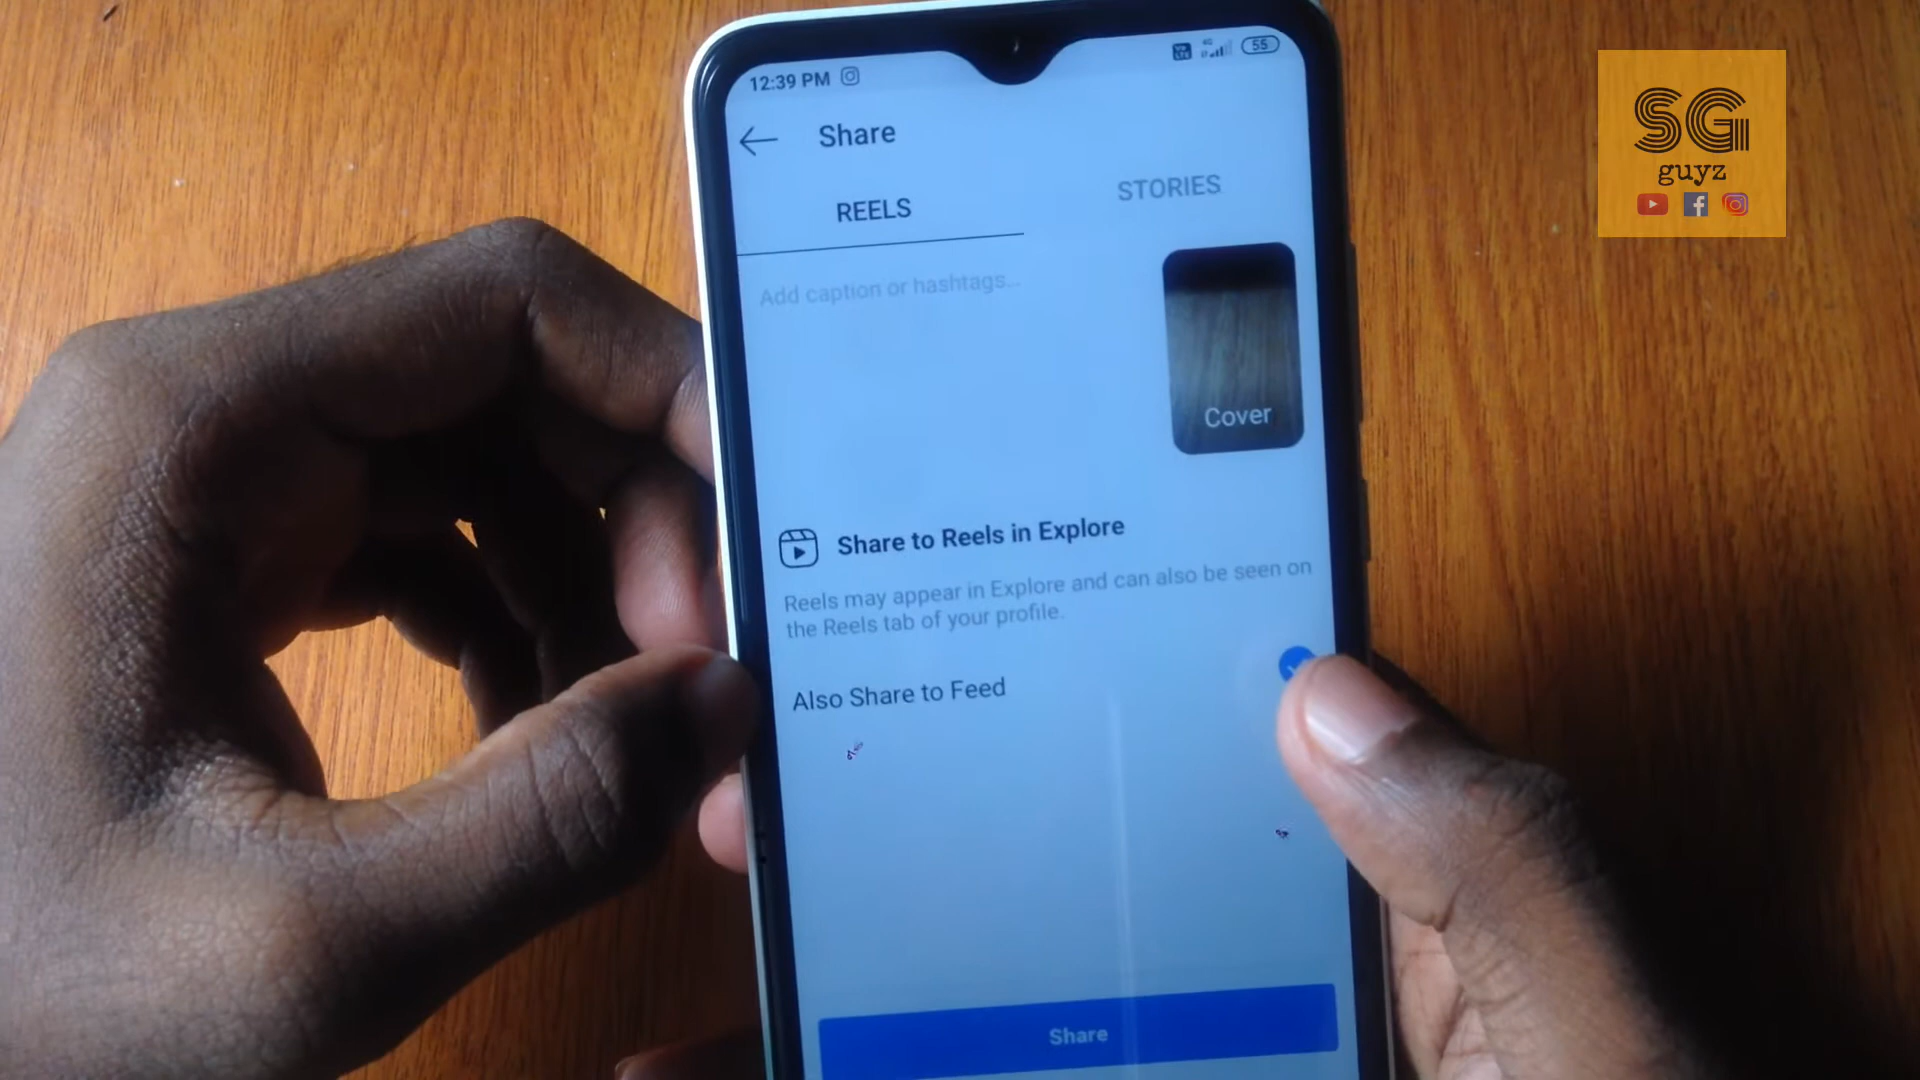 12:39 PM
4G
55
Share
REELS
STORIES
Add caption or hashtags...
Cover
Share to Reels in Explore
Reels may appear in Explore and can also be seen on
the Reels tab of your profile.
Also Share to Feed
Share
SG
guyz